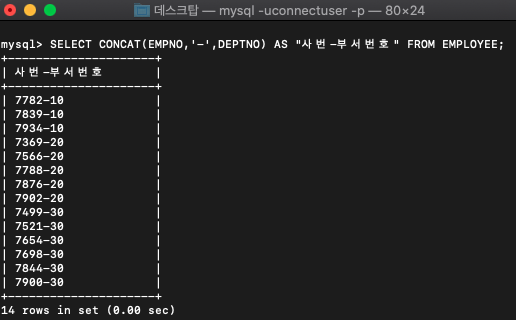 데스크탑 — mysql -uconnectuser -p — 80×24
mysql> SELECT CONCAT(EMPNO,'-',DEPTNO) AS "사번-부서번호" FROM EMPLOYEE;
+---------------------+
| 사번-부서번호 |
+---------------------+
| 7782-10 |
| 7839-10 |
| 7934-10 |
| 7369-20 |
| 7566-20 |
| 7788-20 |
| 7876-20 |
| 7902-20 |
| 7499-30 |
| 7521-30 |
| 7654-30 |
| 7698-30 |
| 7844-30 |
| 7900-30 |
+---------------------+
14 rows in set (0.00 sec)